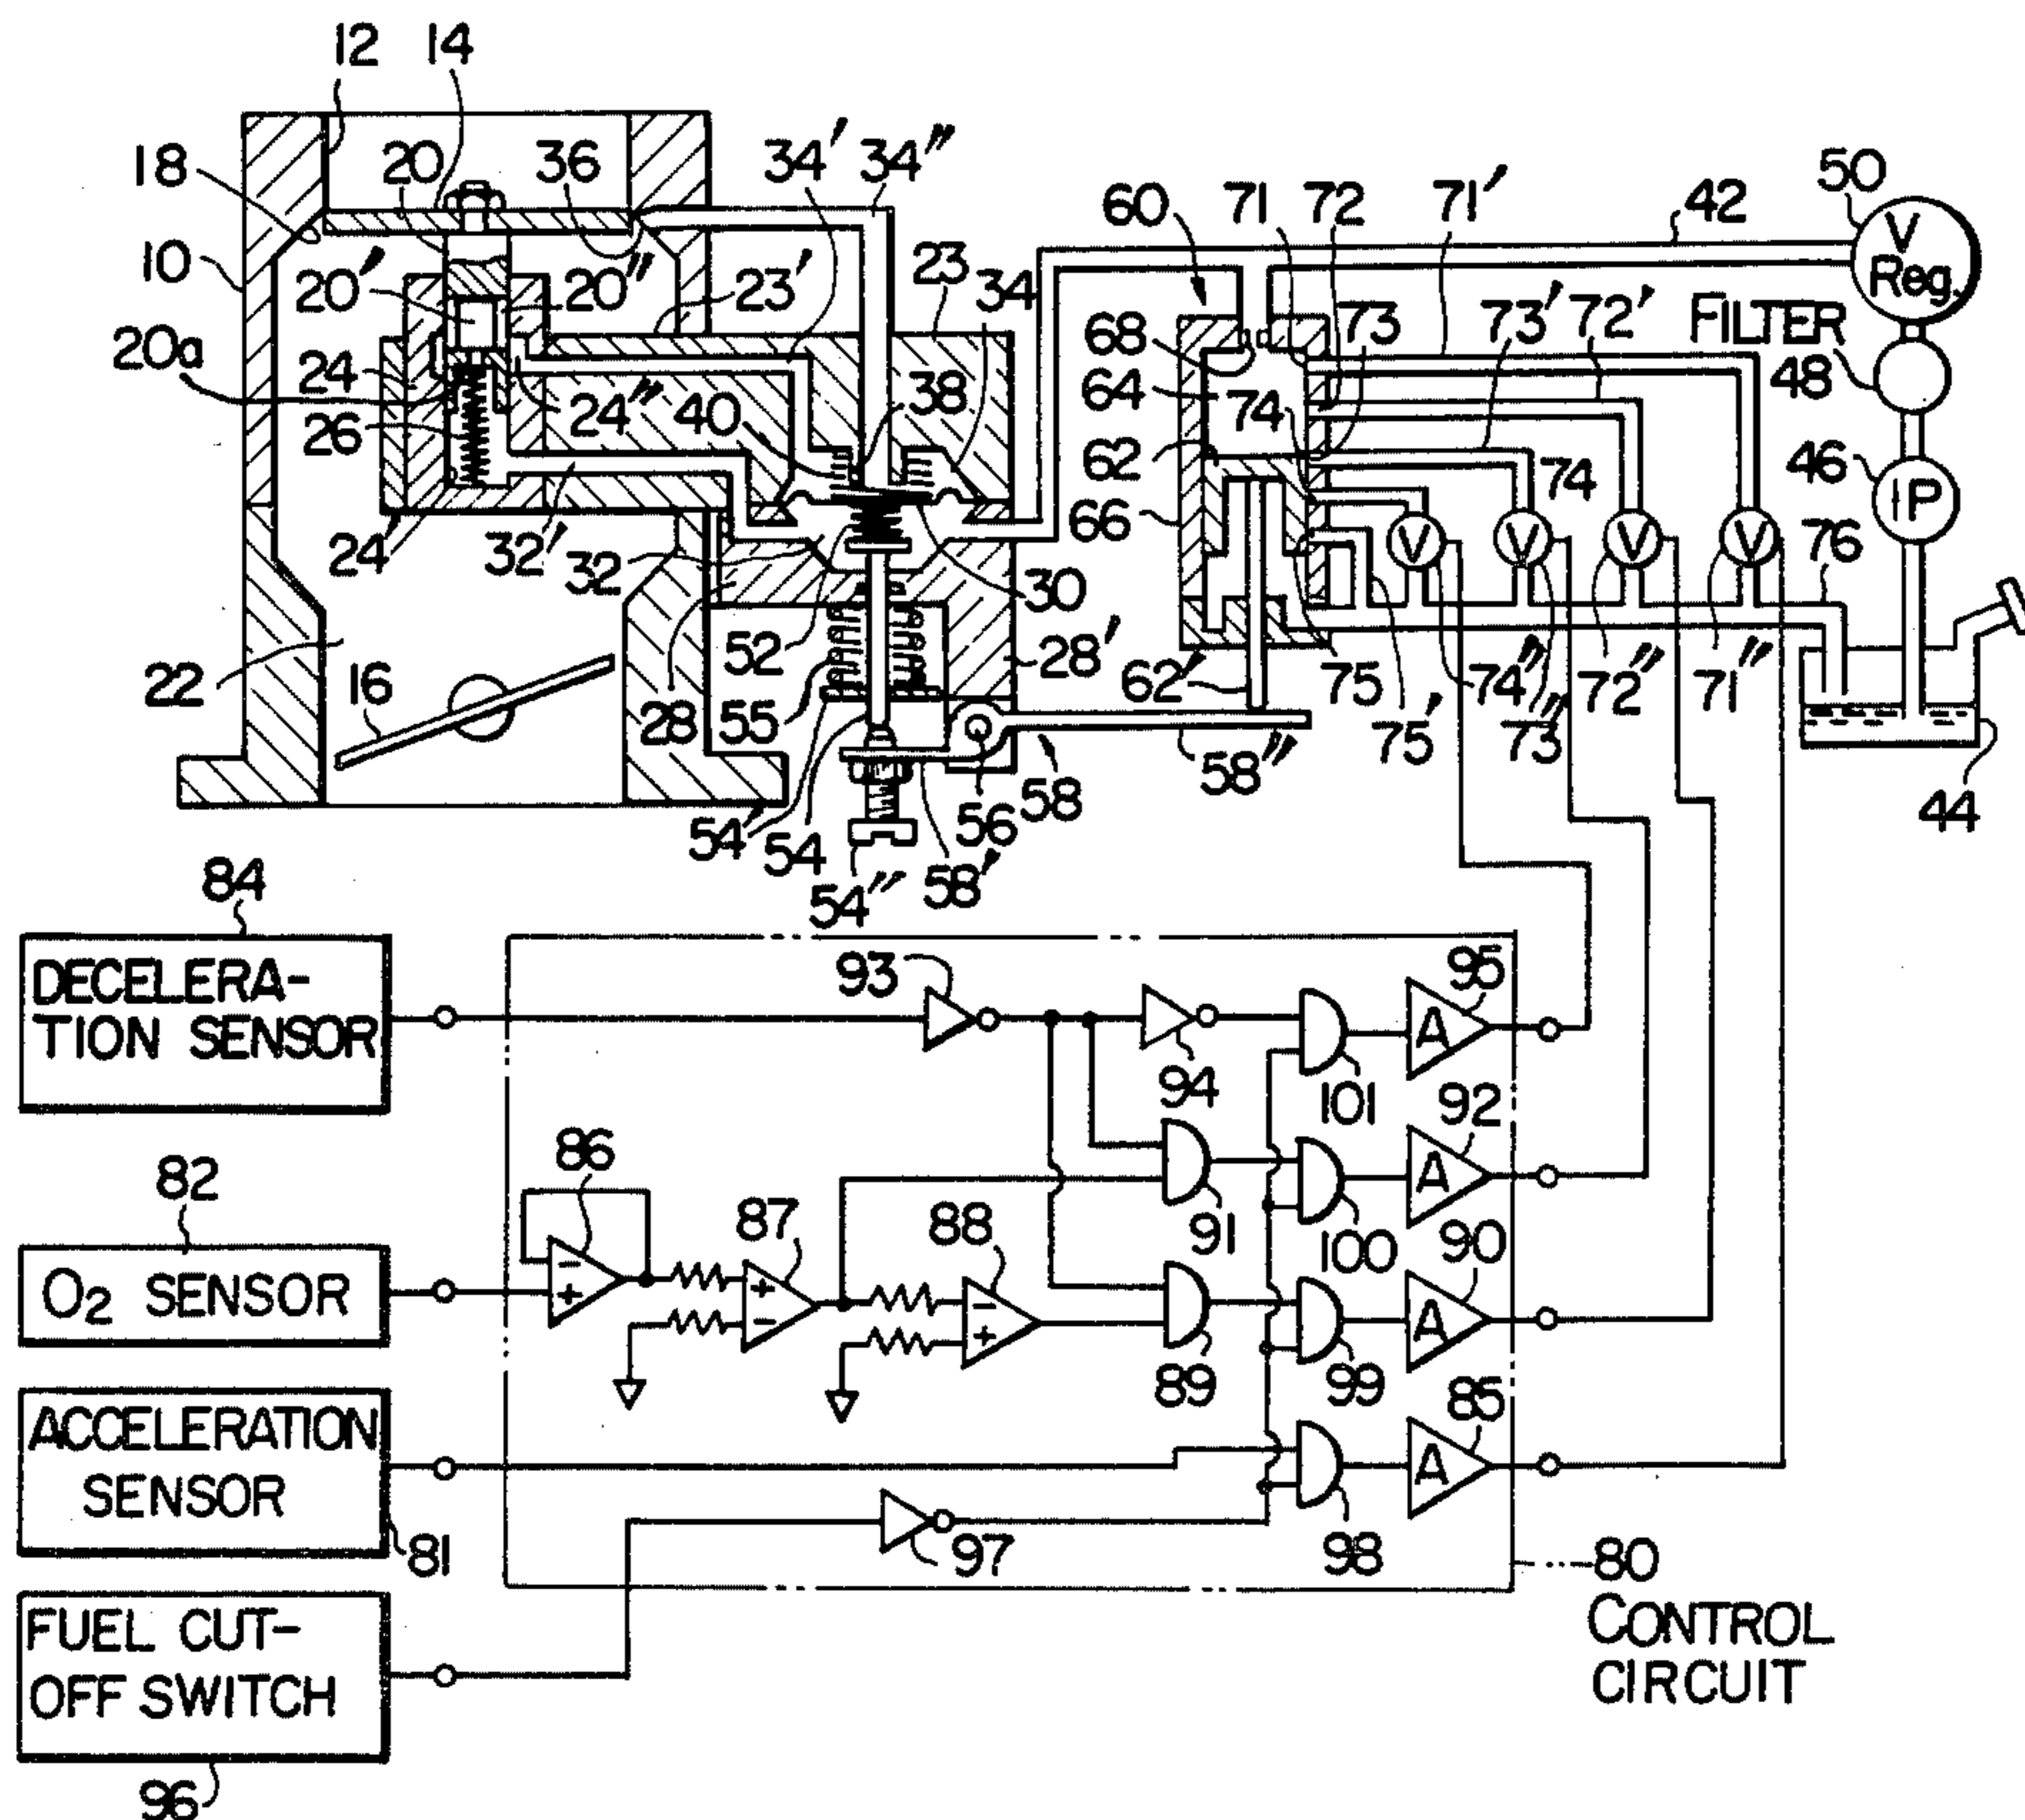 12 14
18 20 36 34' 34" 60 71 72 71' 42 50
V
Reg.
10 20' 20" 23' 23 34 68 73 73' 72' FILTER
20a 24 24" 40 38 64 74 48
26 62 74 46 P
66 V V V V 76
24 32' 32 30
22 16 28 55 52 28' 62' 75 75' 74" 73" 72" 71"
54' 54 54" 56 58' 58 58" 44
84
DECELERA-
TION SENSOR
93 94 101 95 A
82
O2 SENSOR
86 - + 87 + - 88 - +
91 100 92 A
89 99 90 A
ACCELERATION
SENSOR
81
98 85 A
97
FUEL CUT-
OFF SWITCH
96
80
CONTROL
CIRCUIT